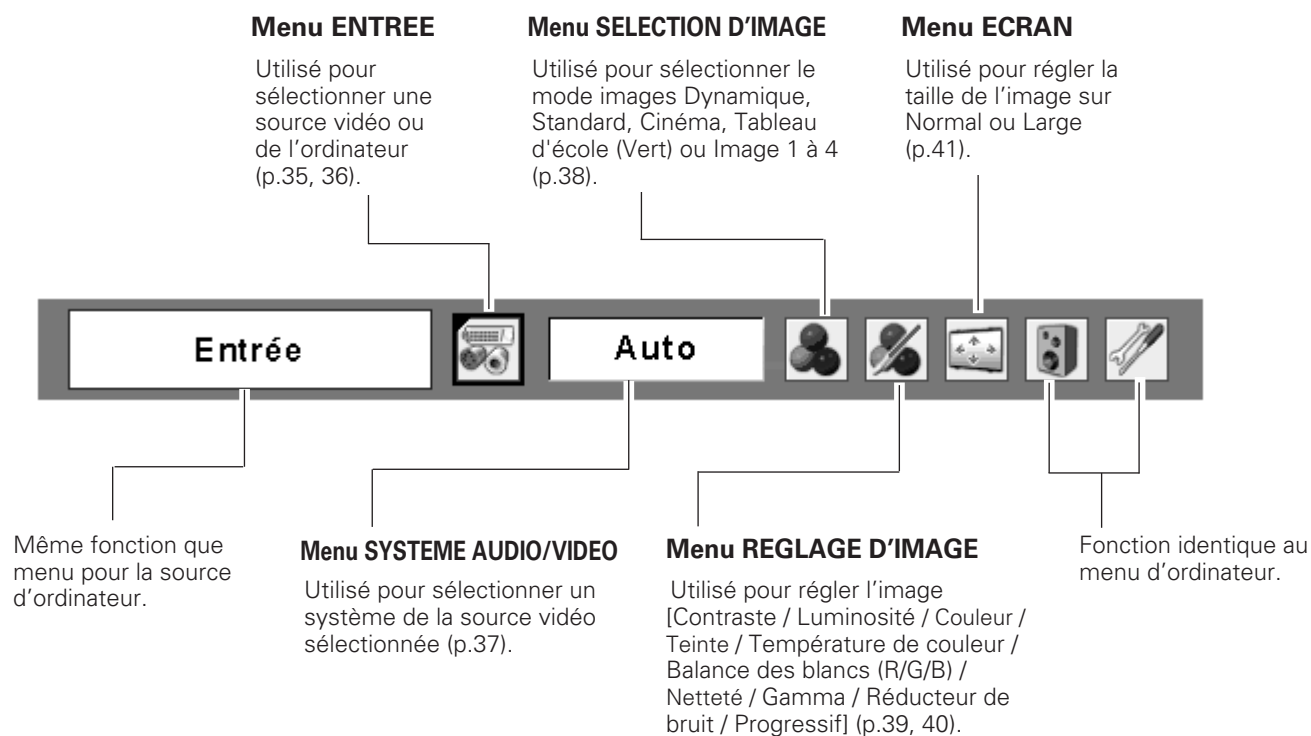 Menu ENTREE
Utilisé pour
sélectionner une
source vidéo ou
de l’ordinateur
(p.35, 36).
Menu SELECTION D’IMAGE
Utilisé pour sélectionner le
mode images Dynamique,
Standard, Cinéma, Tableau
d'école (Vert) ou Image 1 à 4
(p.38).
Menu ECRAN
Utilisé pour régler la
taille de l’image sur
Normal ou Large
(p.41).
Entrée
Auto
Même fonction que
menu pour la source
d’ordinateur.
Menu SYSTEME AUDIO/VIDEO
Utilisé pour sélectionner un
système de la source vidéo
sélectionnée (p.37).
Menu REGLAGE D’IMAGE
Utilisé pour régler l’image
[Contraste / Luminosité / Couleur /
Teinte / Température de couleur /
Balance des blancs (R/G/B) /
Netteté / Gamma / Réducteur de
bruit / Progressif] (p.39, 40).
Fonction identique au
menu d’ordinateur.